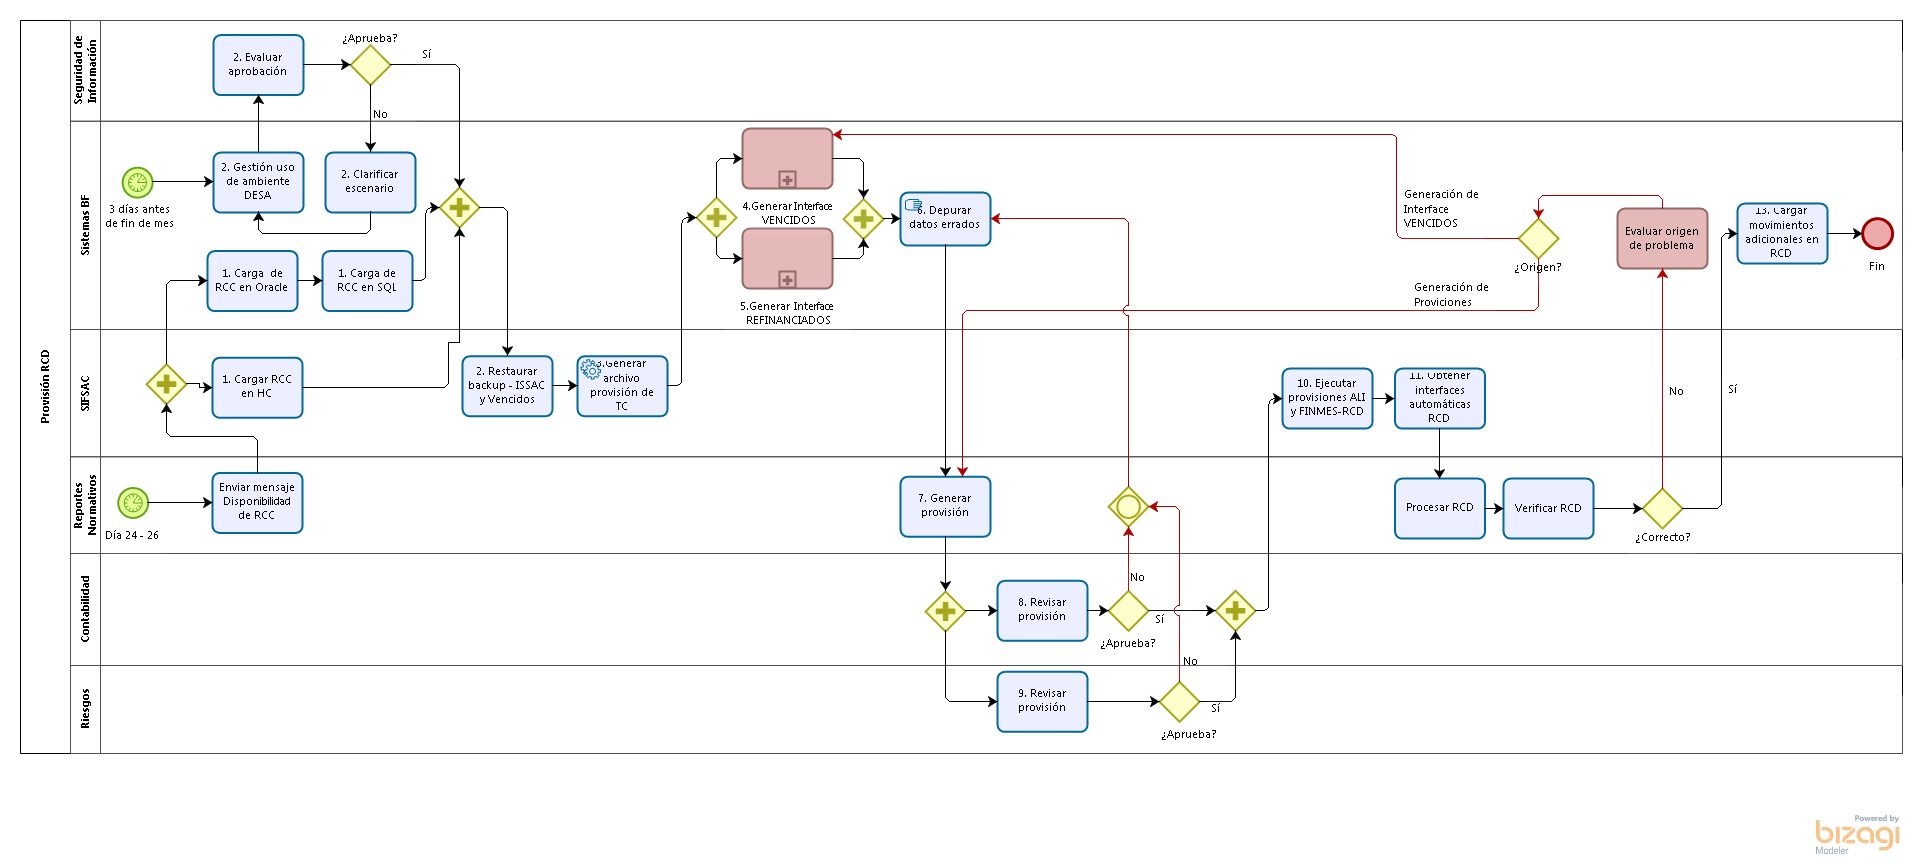 Provisión RCD
Seguridad de
Información
2. Evaluar
aprobación
¿Aprueba?
Sí
No
Sistemas BF
3 días antes
de fin de mes
2. Gestión uso
de ambiente
DESA
2. Clarificar
escenario
1. Carga de
RCC en Oracle
1. Carga de
RCC en SQL
4.Generar Interface
VENCIDOS
5.Generar Interface
REFINANCIADOS
6. Depurar
datos errados
Generación de
Interface
VENCIDOS
¿Origen?
Generación de
Proviciones
Evaluar origen
de problema
13. Cargar
movimientos
adicionales en
RCD
Fin
SIFSAC
1. Cargar RCC
en HC
2. Restaurar
backup - ISSAC
y Vencidos
3.Generar
archivo
provisión de
TC
10. Ejecutar
provisiones ALI
y FINMES-RCD
11. Obtener
interfaces
automáticas
RCD
No
Sí
Reportes
Normativos
Día 24 - 26
Enviar mensaje
Disponibilidad
de RCC
7. Generar
provisión
Procesar RCD
Verificar RCD
¿Correcto?
Contabilidad
8. Revisar
provisión
No
Sí
¿Aprueba?
Riesgos
9. Revisar
provisión
No
Sí
¿Aprueba?
Powered by
bizagi
Modeler